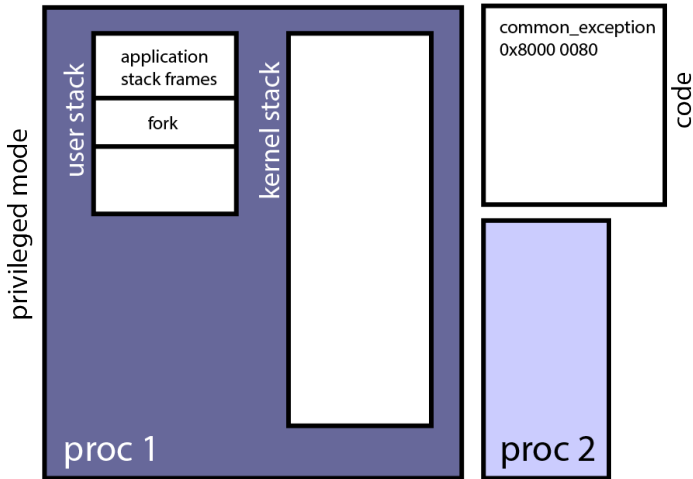 privileged mode
user stack
application
stack frames
fork
kernel stack
proc 1
common_exception
0x8000 0080
code
proc 2